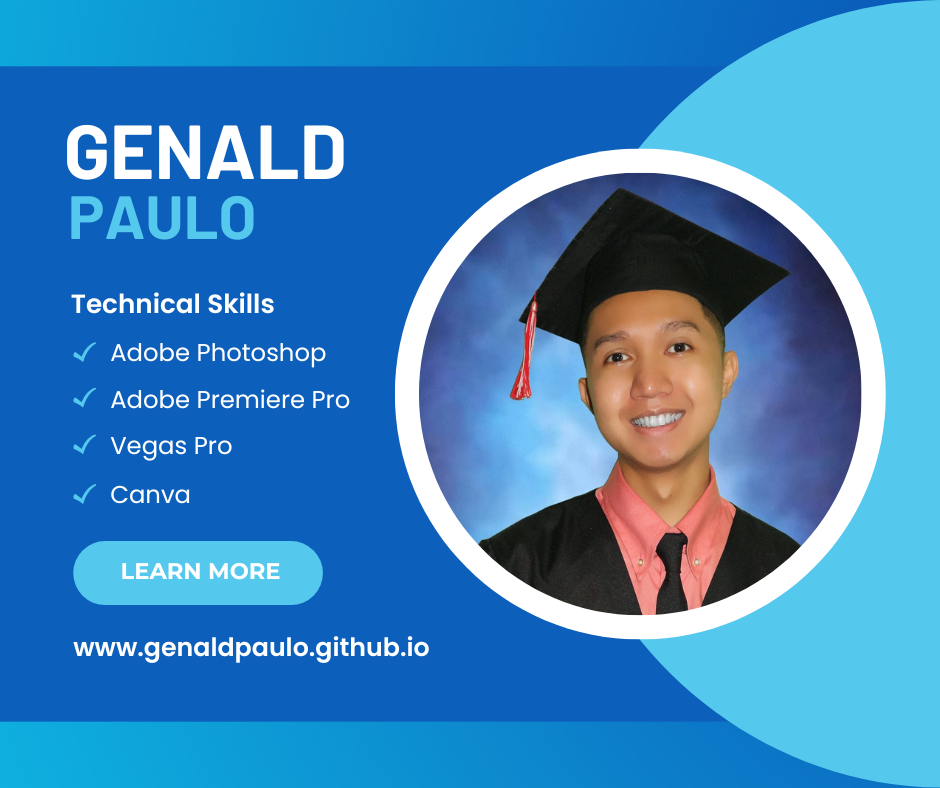 GENALD
PAULO
Technical Skills
Adobe Photoshop
Adobe Premiere Pro
Vegas Pro
Canva
LEARN MORE
www.genaldpaulo.github.io